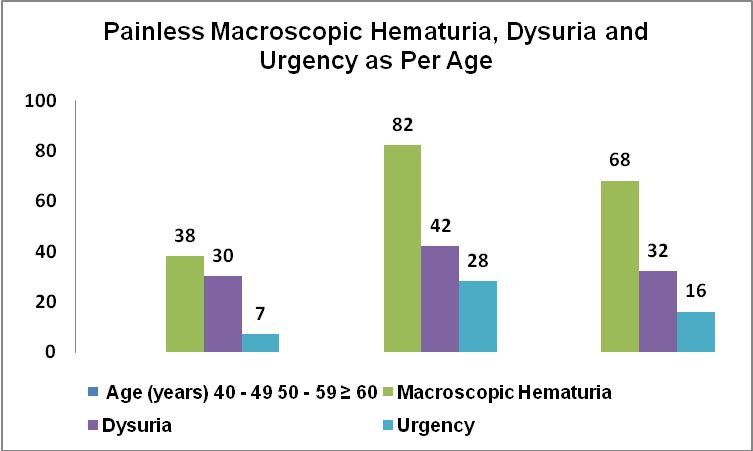 Painless Macroscopic Hematuria, Dysuria and
Urgency as Per Age
100
80
60
40
20
0
38
30
7
82
42
28
68
32
16
Age (years) 40 - 49 50 - 59 ≥ 60
Macroscopic Hematuria
Dysuria
Urgency